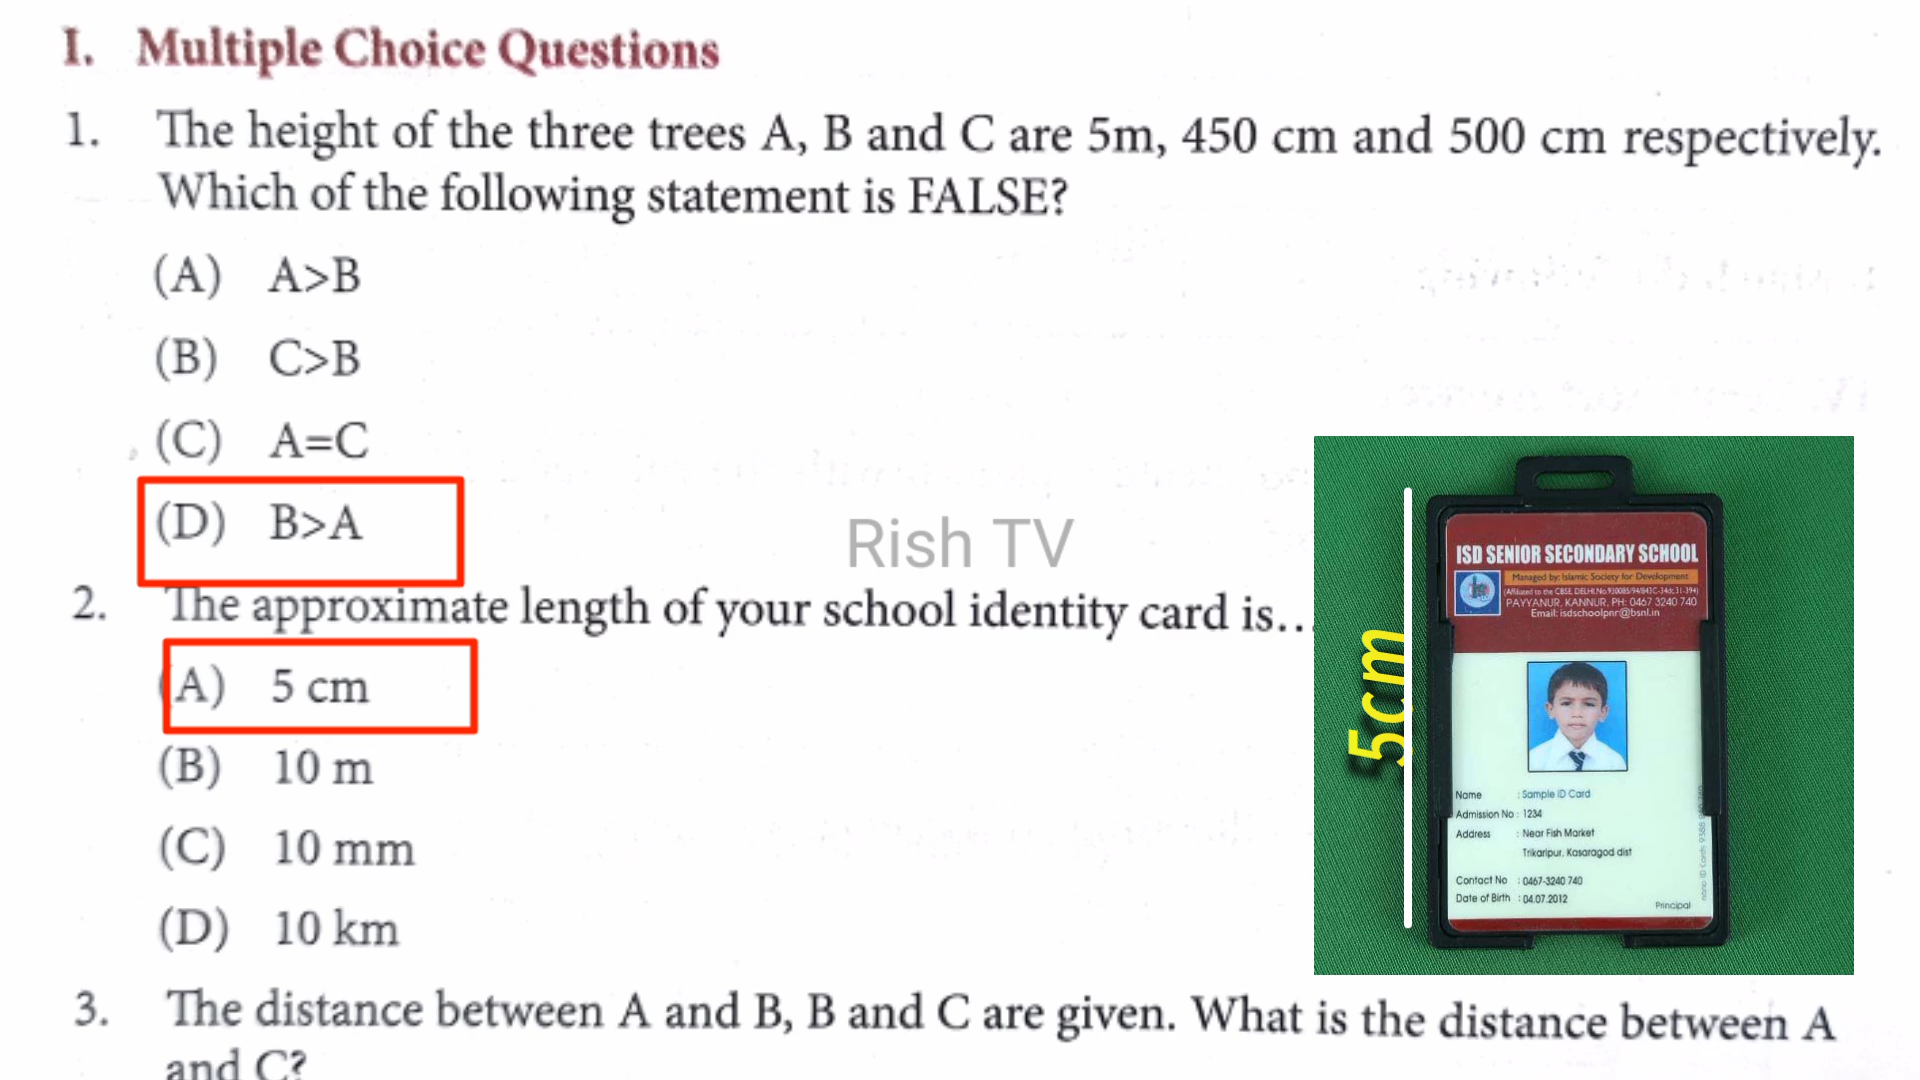 I. Multiple Choice Questions
1. The height of the three trees A, B and C are 5m, 450 cm and 500 cm respectively.
Which of the following statement is FALSE?
(A) A>B
(B) C>B
(C) A=C
(D) B>A
Rish TV
2. The approximate length of your school identity card is...
(A) 5 cm
(B) 10 m
(C) 10 mm
(D) 10 km
3. The distance between A and B, B and C are given. What is the distance between A
and C?
5cm
ISD SENIOR SECONDARY SCHOOL
Managed by: Islamic Society for Development
PAYYANUR, KANNUR, PH: 0467 3240 740
Email: isdschoolpnr@bsnl.in
Name : Sample ID Card
Admission No : 1234
Address : Near Fish Market
Trikaripur, Kasaragod dist
Contact No : 0467-3240 740
Date of Birth : 04.07.2012
Principal